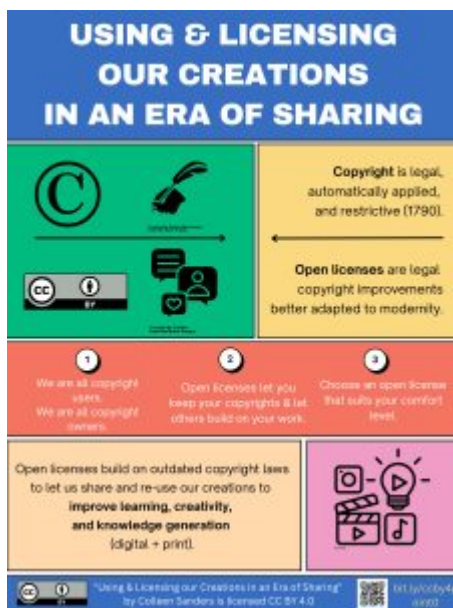 USING & LICENSING
OUR CREATIONS
IN AN ERA OF SHARING
C
Copyright is legal,
automatically applied,
and restrictive (1790).
cc
BY
Open licenses are legal
copyright improvements
better adapted to modernity.
1
We are all copyright
users.
We are all copyright
owners.
2
Open licenses let you
keep your copyrights & let
others build on your work.
3
Choose an open license
that suits your comfort
level.
Open licenses build on outdated copyright laws
to let us share and re-use our creations to
improve learning, creativity,
and knowledge generation
(digital + print).
cc
BY
"Using & Licensing our Creations in an Era of Sharing"
by Colleen Sanders is licensed CC BY 4.0